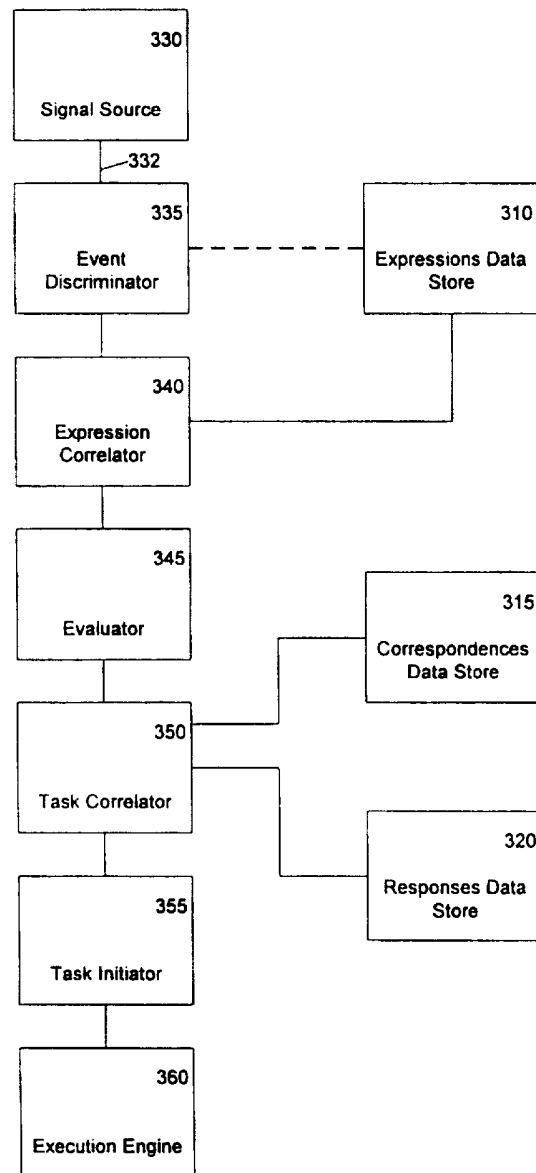 330
Signal Source
332
335
Event
Discriminator
310
Expressions Data
Store
340
Expression
Correlator
345
Evaluator
315
Correspondences
Data Store
350
Task Correlator
320
Responses Data
Store
355
Task Initiator
360
Execution Engine